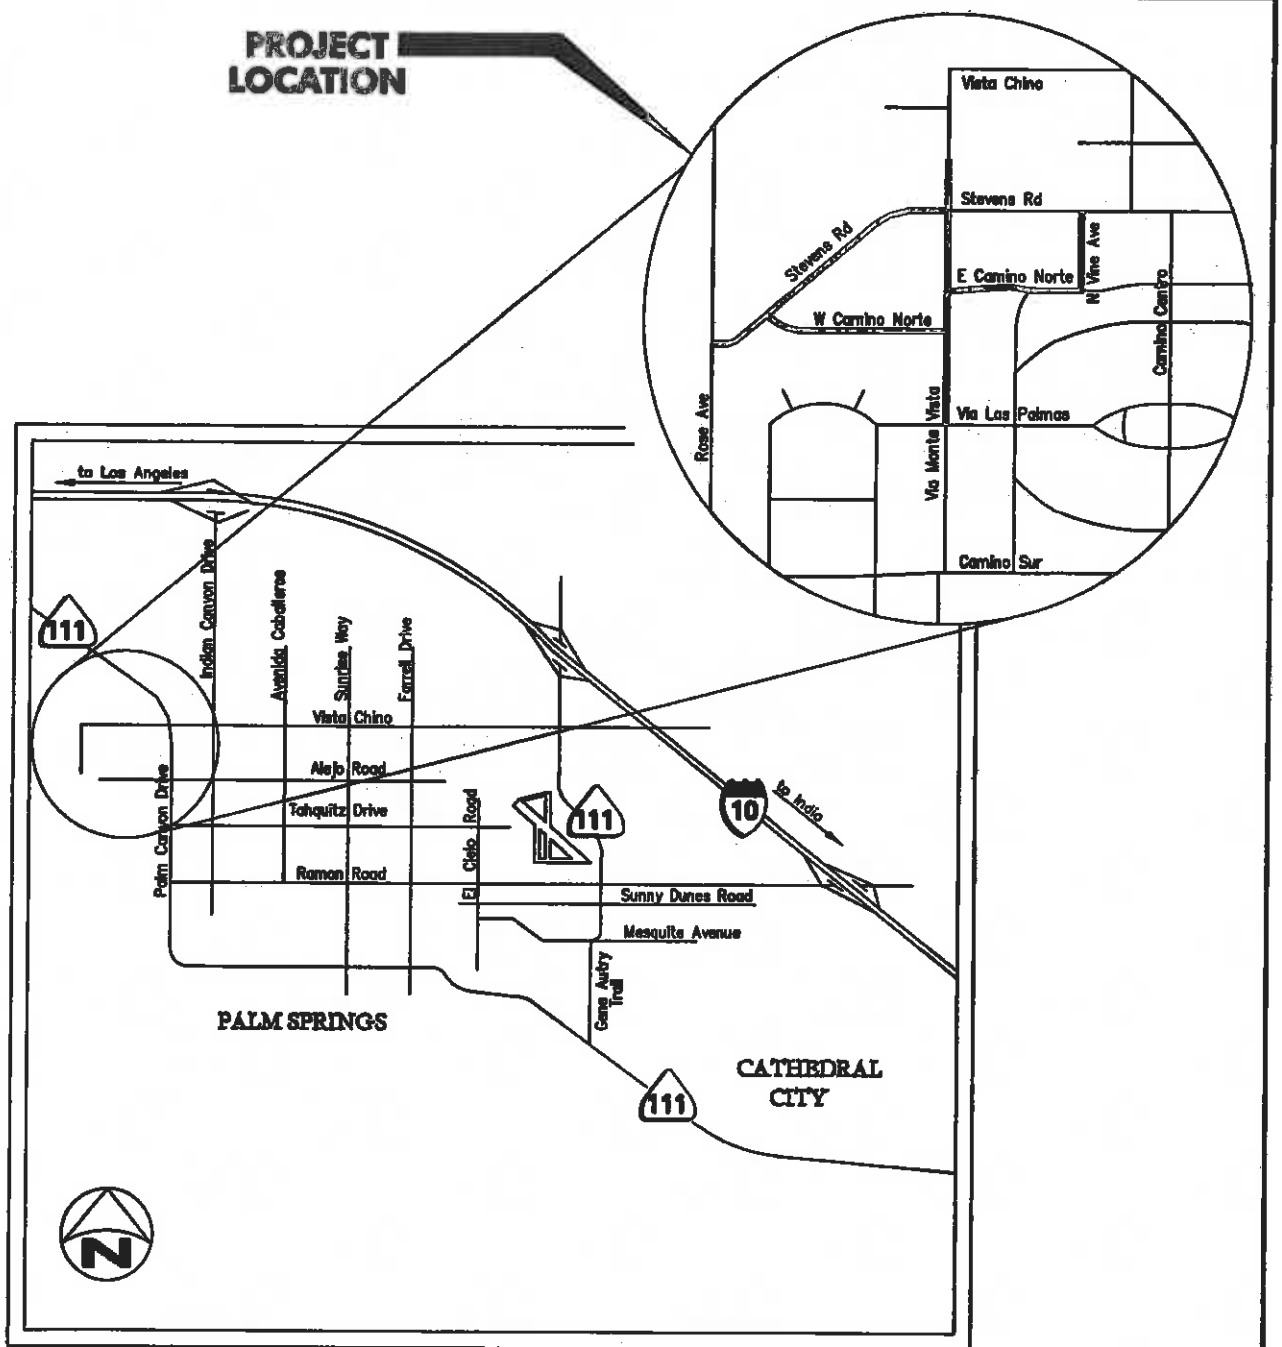 PROJECT
LOCATION
Vista Chino
Stevens Rd
Stevens Rd
N Vine Ave
E Camino Norte
Camino Centro
W Camino Norte
Rose Ave
Via Monte Vista
Via Las Palmas
Camino Sur
to Los Angeles
111
Indian Canyon Drive
Avenida Caballeros
Sunrise Way
Farrell Drive
Vista Chino
Alejo Road
Palm Canyon Drive
Tahquitz Drive
El Cielo Road
111
10
to Indio
Ramon Road
Sunny Dunes Road
Mesquite Avenue
Gene Autry
Trail
PALM SPRINGS
CATHEDRAL
CITY
111
N